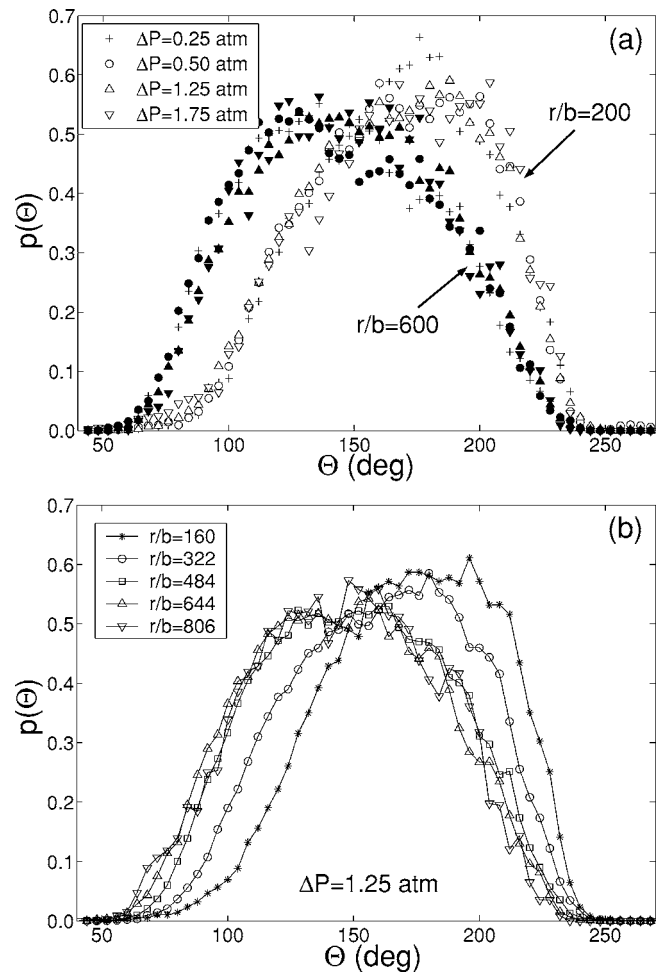 (a)
ΔP=0.25 atm
ΔP=0.50 atm
ΔP=1.25 atm
ΔP=1.75 atm
r/b=200
r/b=600
p(Θ)
0.7
0.6
0.5
0.4
0.3
0.2
0.1
0.0
50 100 150 200 250
Θ (deg)
(b)
r/b=160
r/b=322
r/b=484
r/b=644
r/b=806
ΔP=1.25 atm
p(Θ)
0.7
0.6
0.5
0.4
0.3
0.2
0.1
0.0
50 100 150 200 250
Θ (deg)